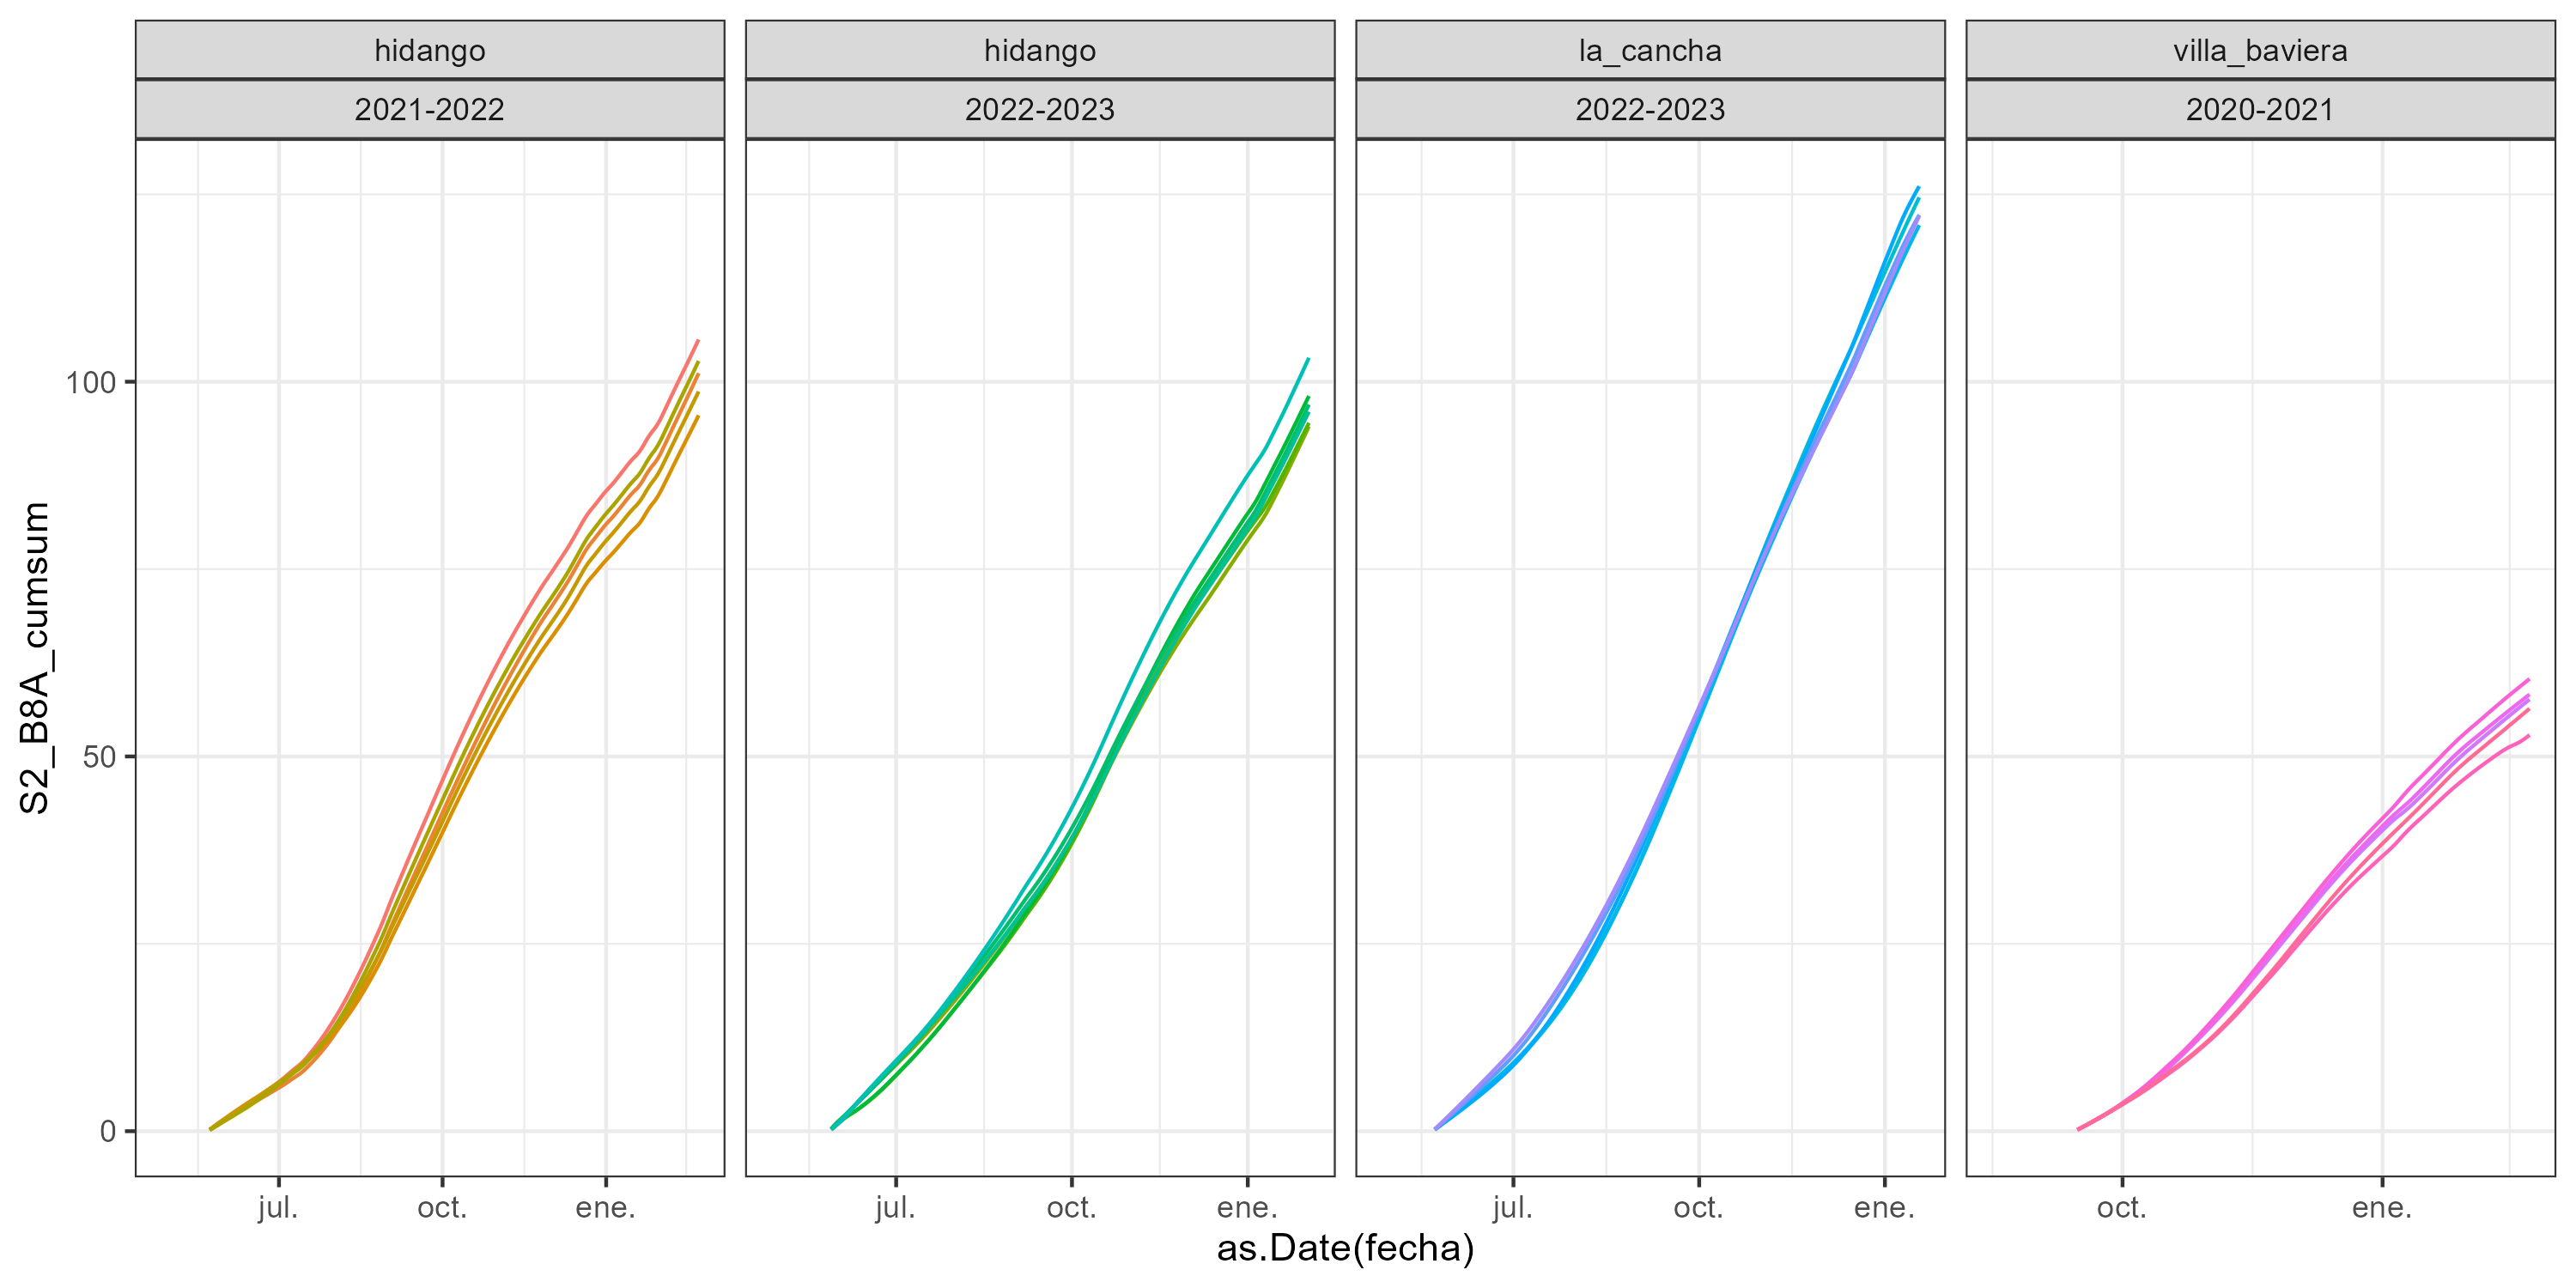 hidango
2021-2022
hidango
2022-2023
la_cancha
2022-2023
villa_baviera
2020-2021
S2_B8A_cumsum
100
50
0
jul. oct. ene.
jul. oct. ene.
jul. oct. ene.
oct. ene.
as.Date(fecha)